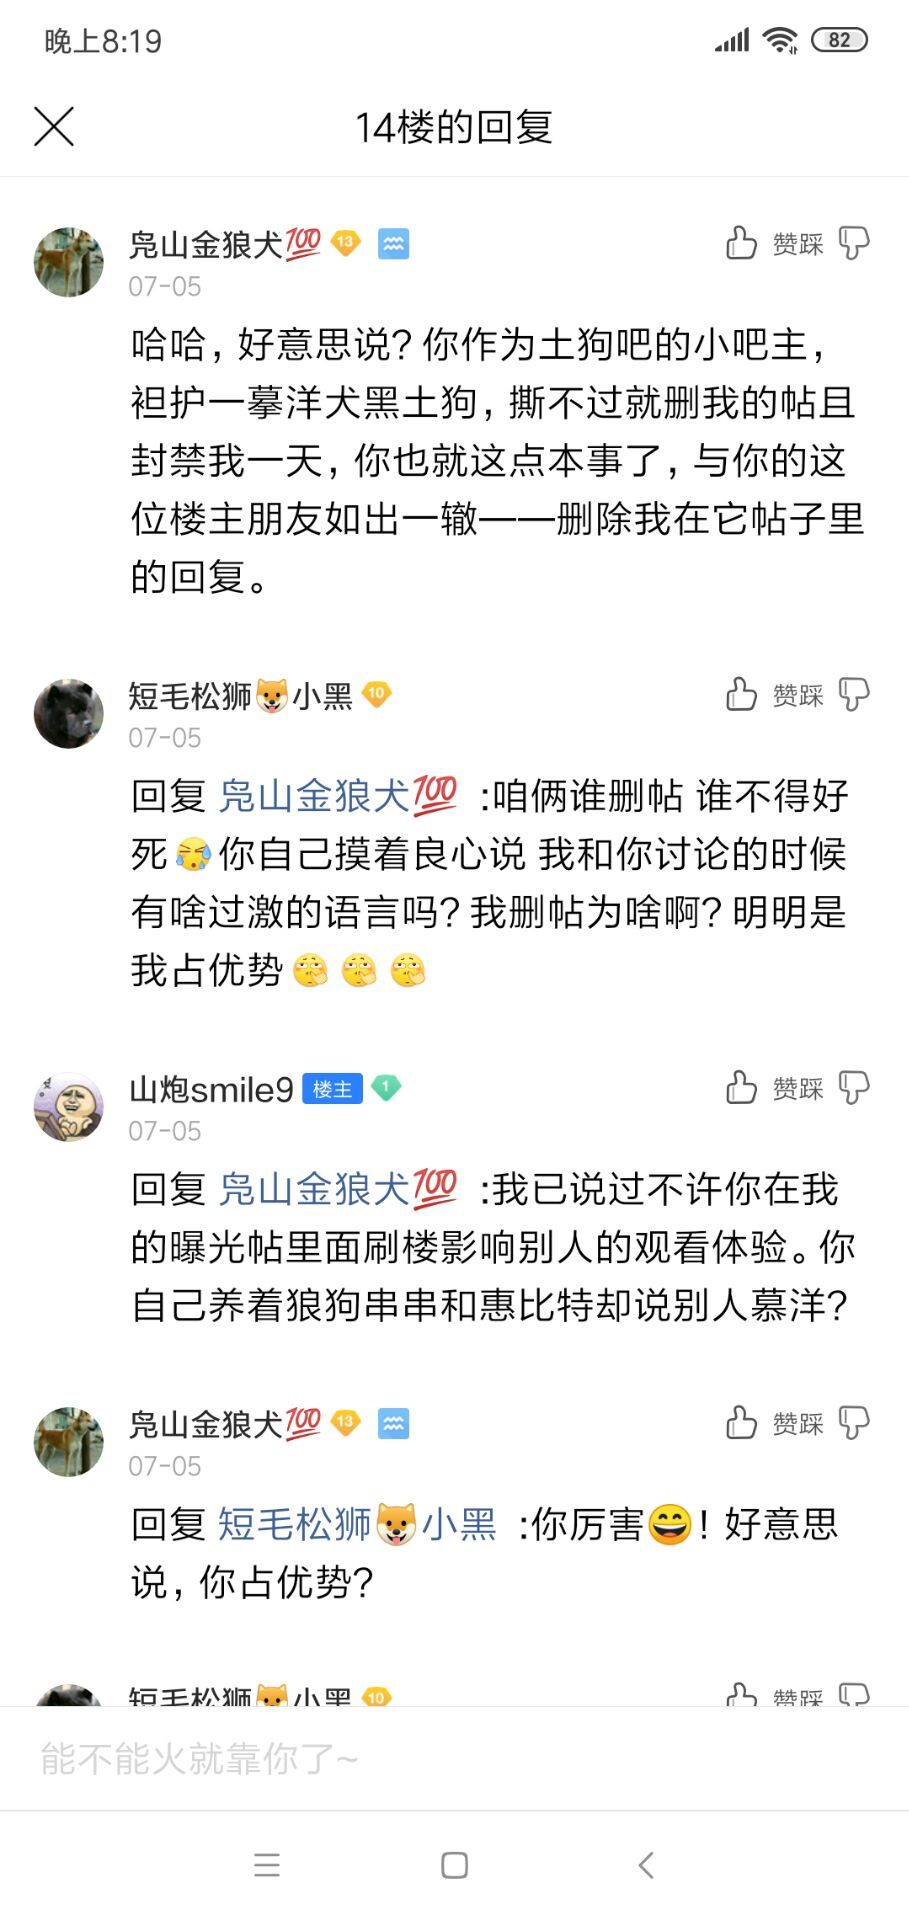 晚上8:19
82
14楼的回复
凫山金狼犬💯 13
赞踩
07-05
哈哈，好意思说？你作为土狗吧的小吧主，
袒护一摹洋犬黑土狗，撕不过就删我的帖且
封禁我一天，你也就这点本事了，与你的这
位楼主朋友如出一辙——删除我在它帖子里
的回复。
短毛松狮🐶小黑 10
赞踩
07-05
回复 凫山金狼犬💯 :咱俩谁删帖 谁不得好
死😥你自己摸着良心说 我和你讨论的时候
有啥过激的语言吗？我删帖为啥啊？明明是
我占优势
山炮smile9 楼主 1
赞踩
07-05
回复 凫山金狼犬💯 :我已说过不许你在我
的曝光帖里面刷楼影响别人的观看体验。你
自己养着狼狗串串和惠比特却说别人慕洋？
凫山金狼犬💯 13
赞踩
07-05
回复 短毛松狮🐶小黑 :你厉害😄！好意思
说，你占优势？
短毛松狮🐶小黑 10
赞踩
能不能火就靠你了~